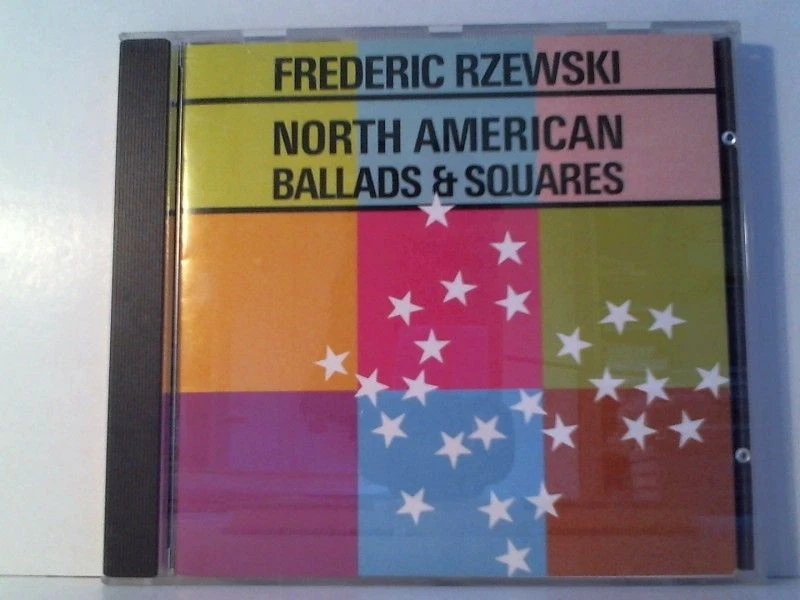 FREDERIC RZEWSKI
NORTH AMERICAN
BALLADS & SQUARES